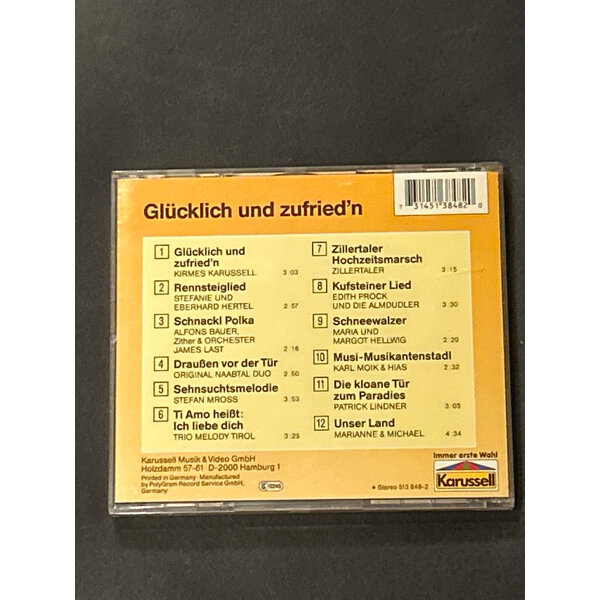 Glücklich und zufried'n
7 31451 38482 0
1 Glücklich und
zufried'n
KIRMES KARUSSELL 3:03
2 Rennsteiglied
STEFANIE UND
EBERHARD HERTEL 2:57
3 Schnackl Polka
ALFONS BAUER,
Zither & ORCHESTER
JAMES LAST 2:16
4 Draußen vor der Tür
ORIGINAL NAABTAL DUO 2:50
5 Sehnsuchtsmelodie
STEFAN MROSS 3:53
6 Ti Amo heißt:
Ich liebe dich
TRIO MELODY TIROL 3:25
7 Zillertaler
Hochzeitsmarsch
ZILLERTALER 3:15
8 Kufsteiner Lied
EDITH PROCK
UND DIE ALMDUDLER 3:30
9 Schneewalzer
MARIA UND
MARGOT HELLWIG 2:20
10 Musi-Musikantenstadl
KARL MOIK & HIAS 2:32
11 Die kloane Tür
zum Paradies
PATRICK LINDNER 3:03
12 Unser Land
MARIANNE & MICHAEL 4:34
Karussell Musik & Video GmbH
Holzdamm 57-61 D-2000 Hamburg 1
Printed in Germany Manufactured
by PolyGram Record Service GmbH,
Germany
0246
• Stereo 513 848-2
Immer erste Wahl
Karussell